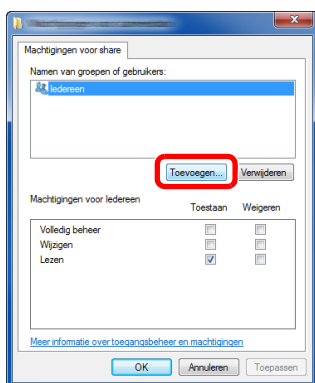 Machtigingen voor share
Namen van groepen of gebruikers:
Iedereen
Toevoegen... Verwijderen
Machtigingen voor Iedereen Toestaan Weigeren
Volledig beheer
Wijzigen
Lezen
Meer informatie over toegangsbeheer en machtigingen
OK Annuleren Toepassen